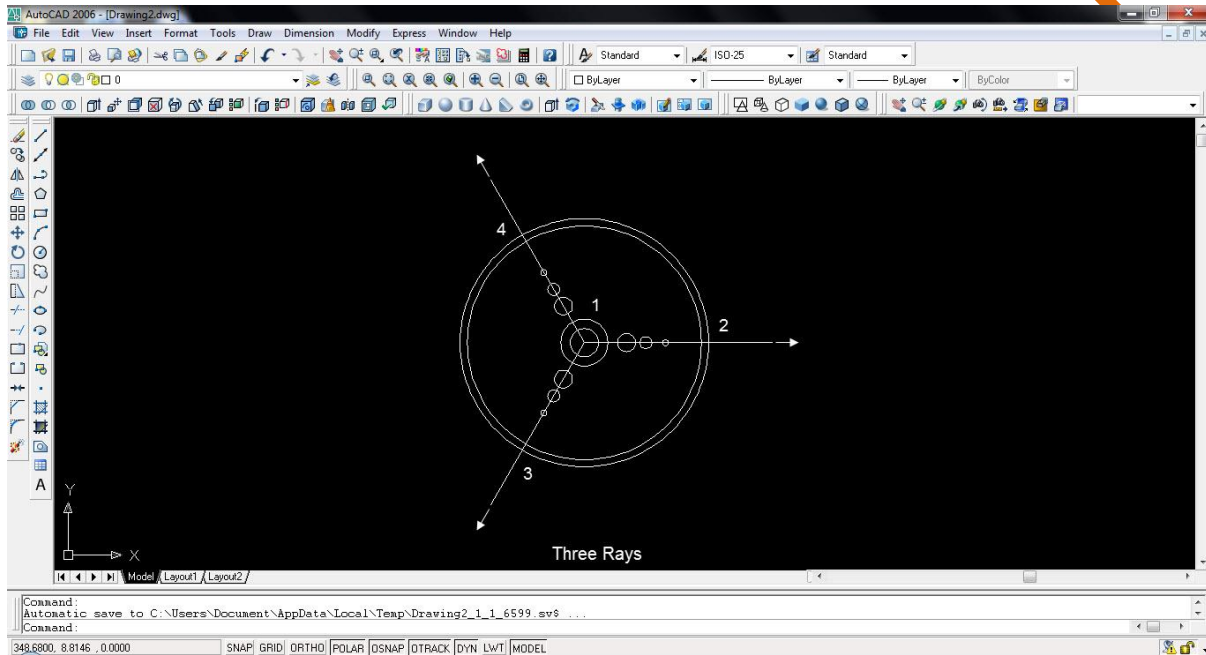 AutoCAD 2006 - [Drawing2.dwg]
File Edit View Insert Format Tools Draw Dimension Modify Express Window Help
Standard ISO-25 Standard
0 ByLayer ByLayer ByLayer ByColor
4
1
2
3
Y
X
A
Three Rays
Model Layout1 Layout2
Command:
Automatic save to C:\Users\Document\AppData\Local\Temp\Drawing2_1_1_6599.sv$ ...
Command:
348.6800, 8.8146 , 0.0000 SNAP GRID ORTHO POLAR OSNAP OTRACK DYN LWT MODEL